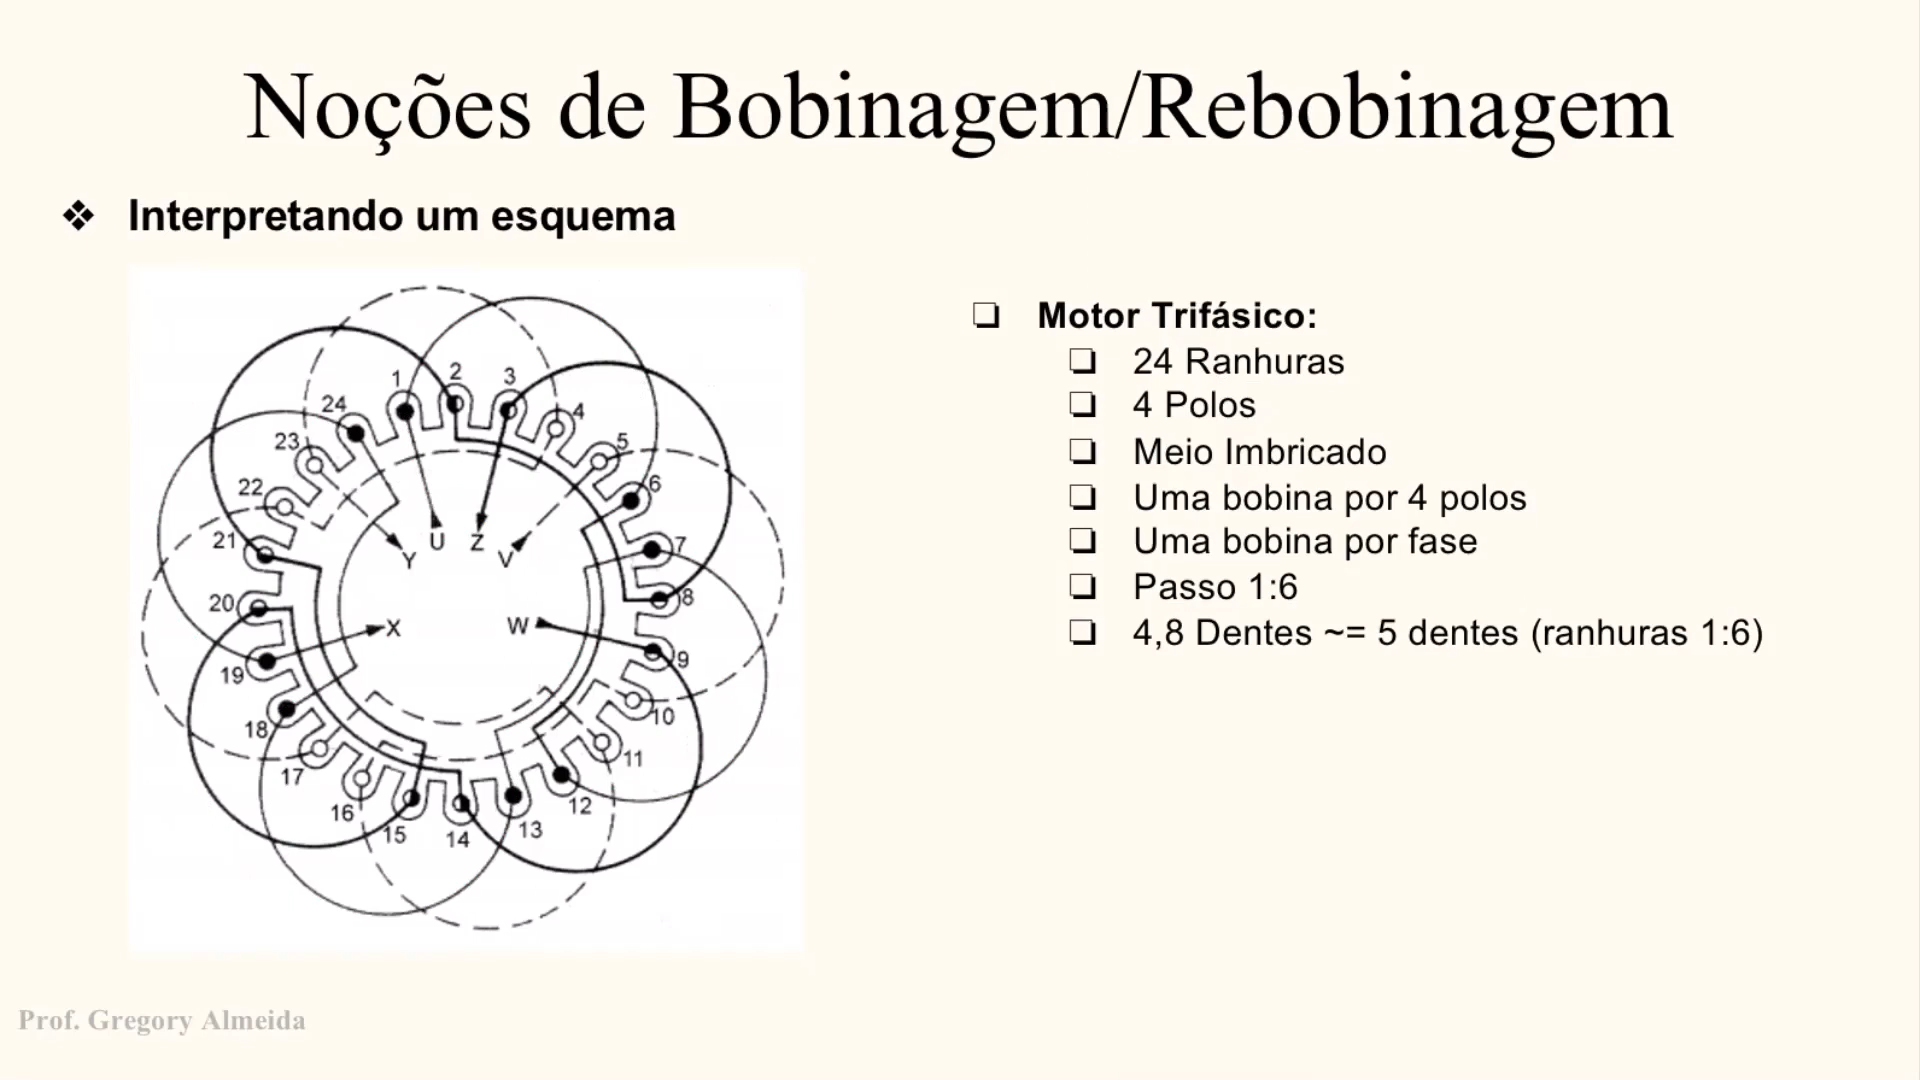 Noções de Bobinagem/Rebobinagem
❖ Interpretando um esquema
❏ Motor Trifásico:
❏ 24 Ranhuras
❏ 4 Polos
❏ Meio Imbricado
❏ Uma bobina por 4 polos
❏ Uma bobina por fase
❏ Passo 1:6
❏ 4,8 Dentes ~= 5 dentes (ranhuras 1:6)
1
2
3
4
5
6
7
8
9
10
11
12
13
14
15
16
17
18
19
20
21
22
23
24
Y
U
Z
V
X
W
Prof. Gregory Almeida